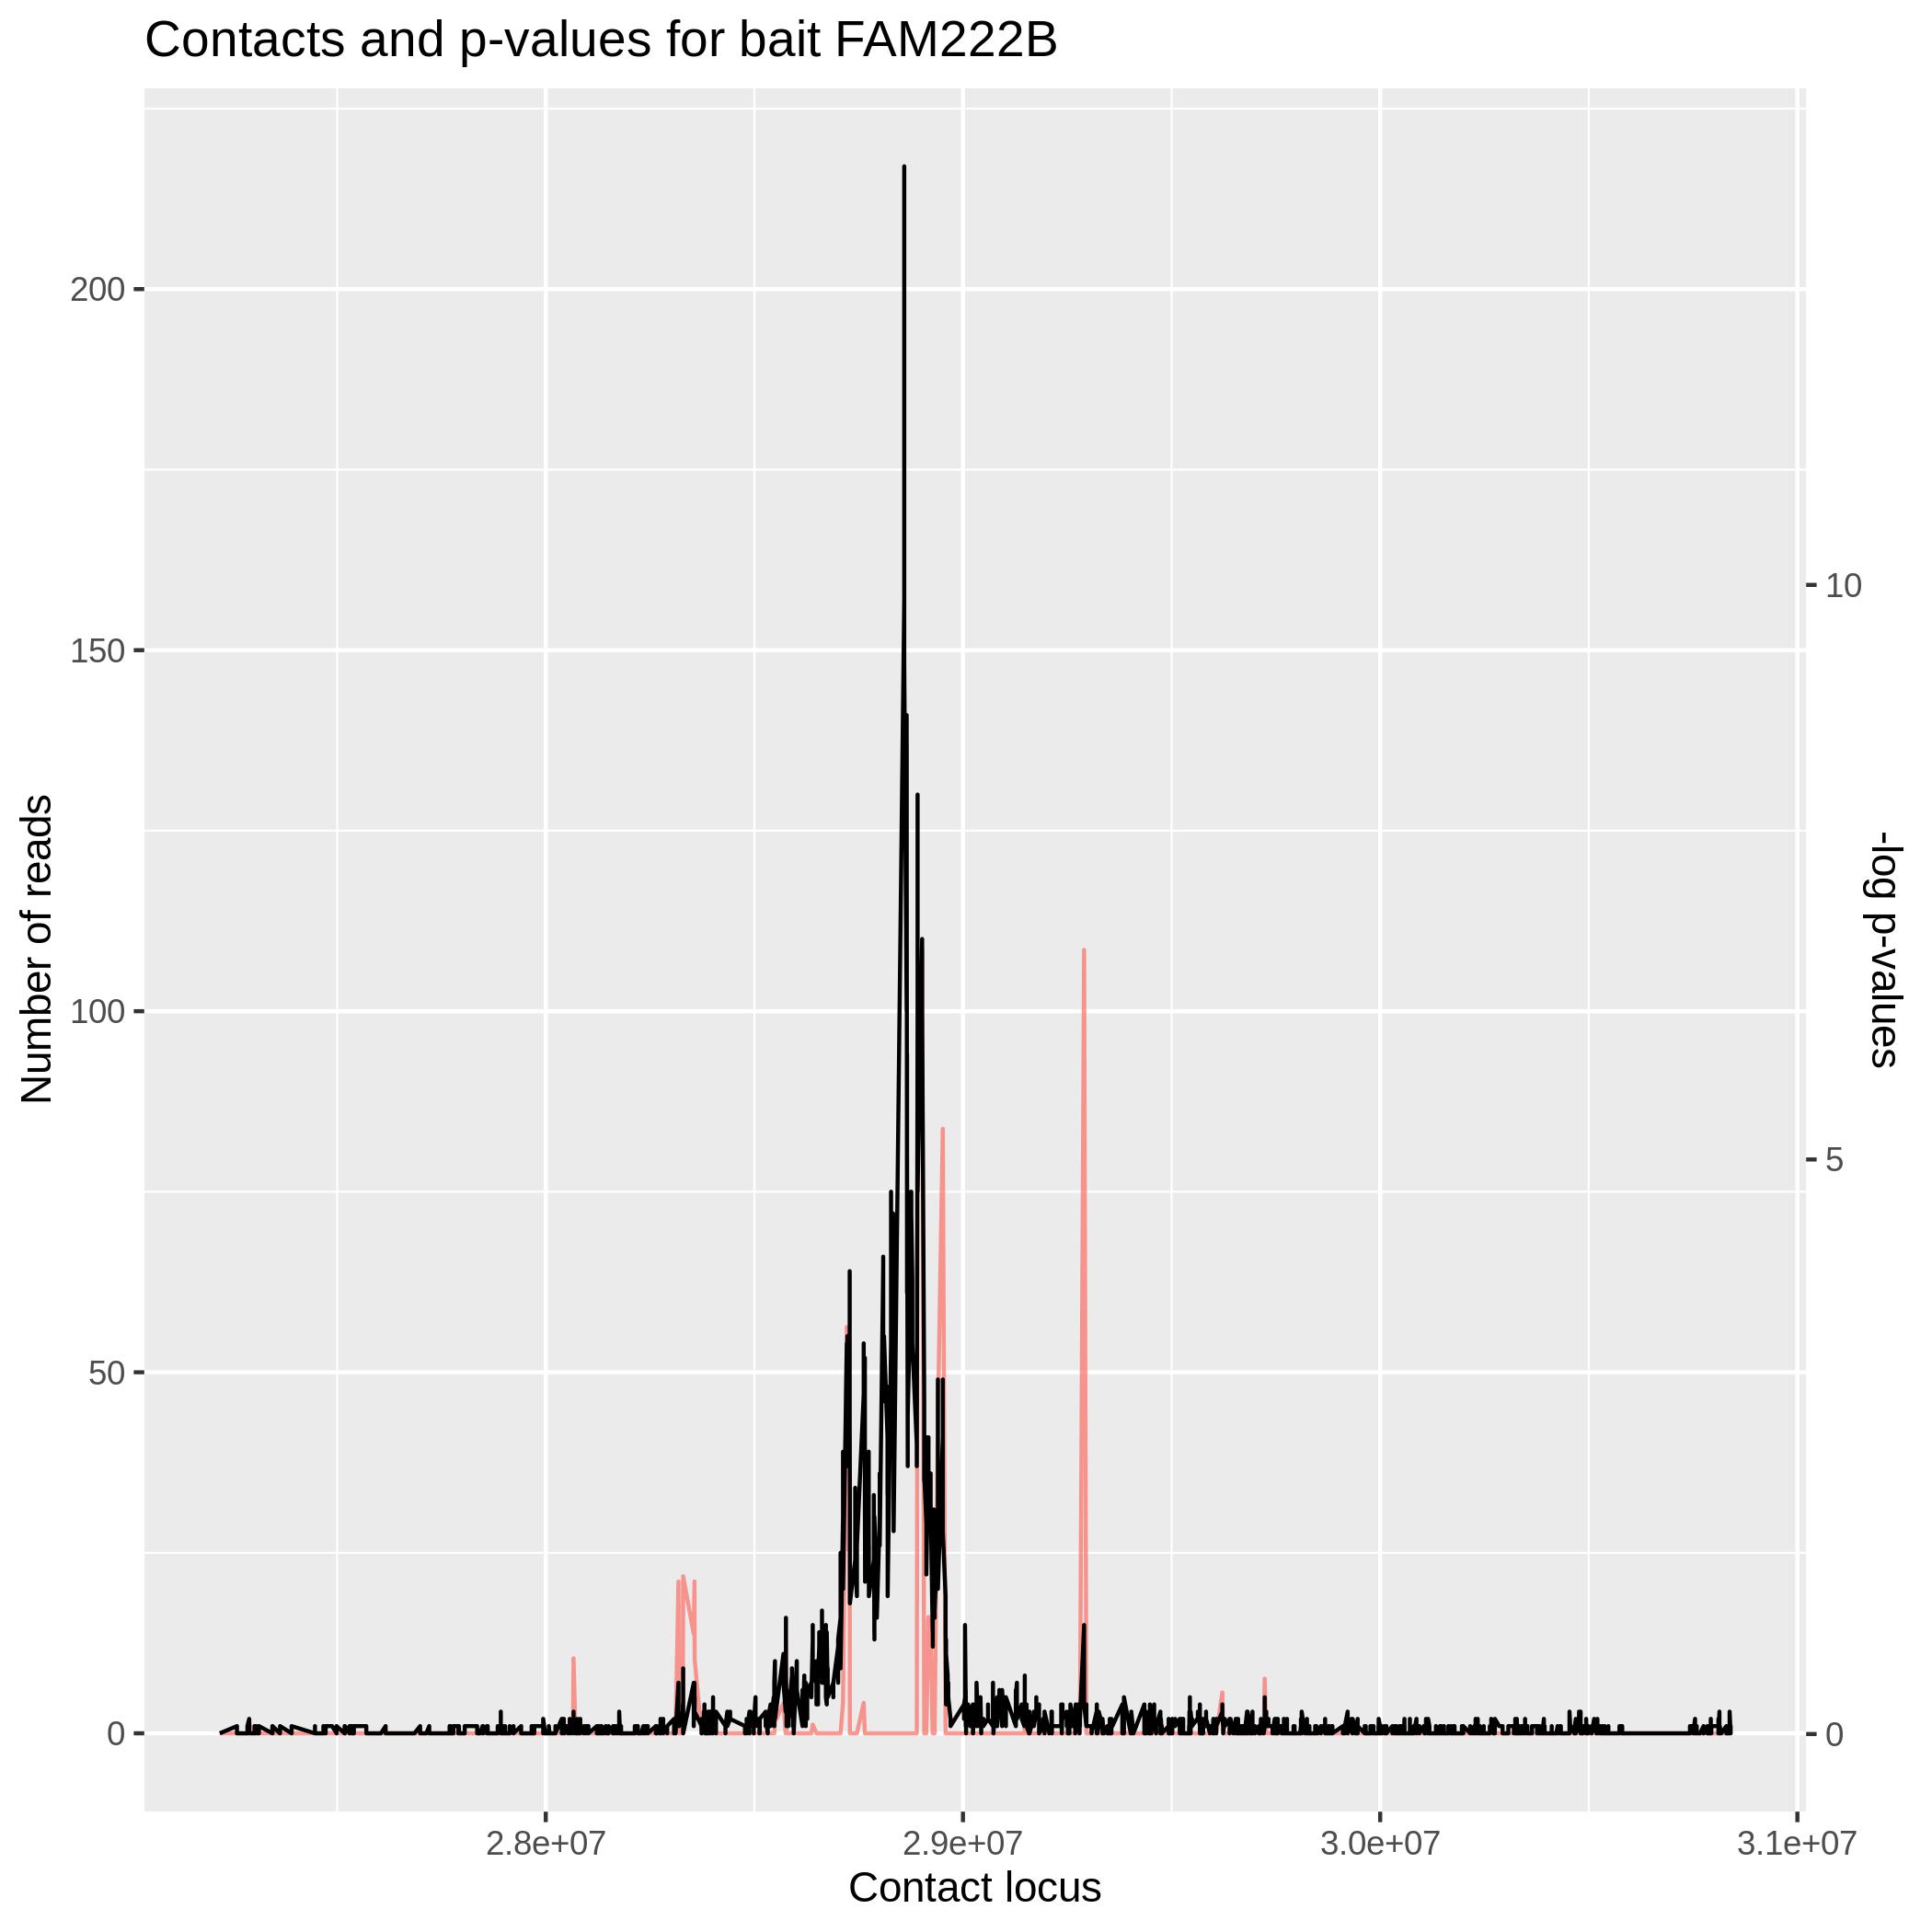 Contacts and p-values for bait FAM222B
200
150
100
50
0
Number of reads
10
5
0
-log p-values
2.8e+07
2.9e+07
3.0e+07
3.1e+07
Contact locus